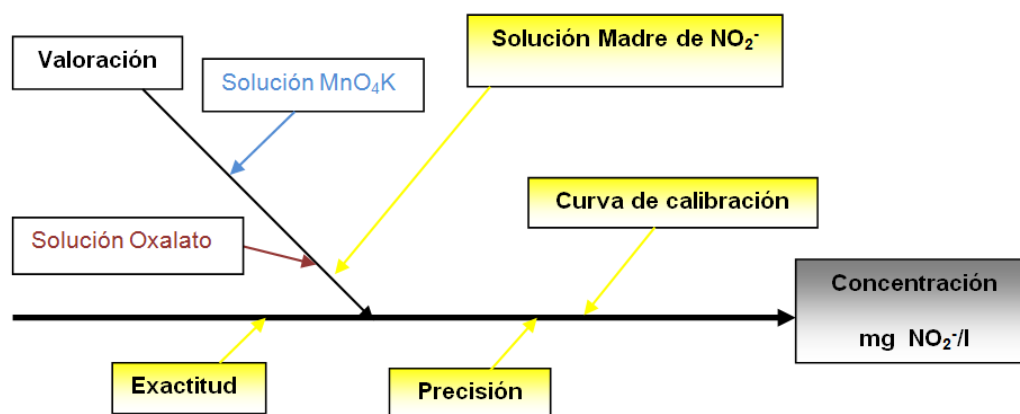 Valoración
Solución MnO₄K
Solución Madre de NO₂⁻
Curva de calibración
Solución Oxalato
Concentración
mg NO₂⁻/l
Exactitud
Precisión